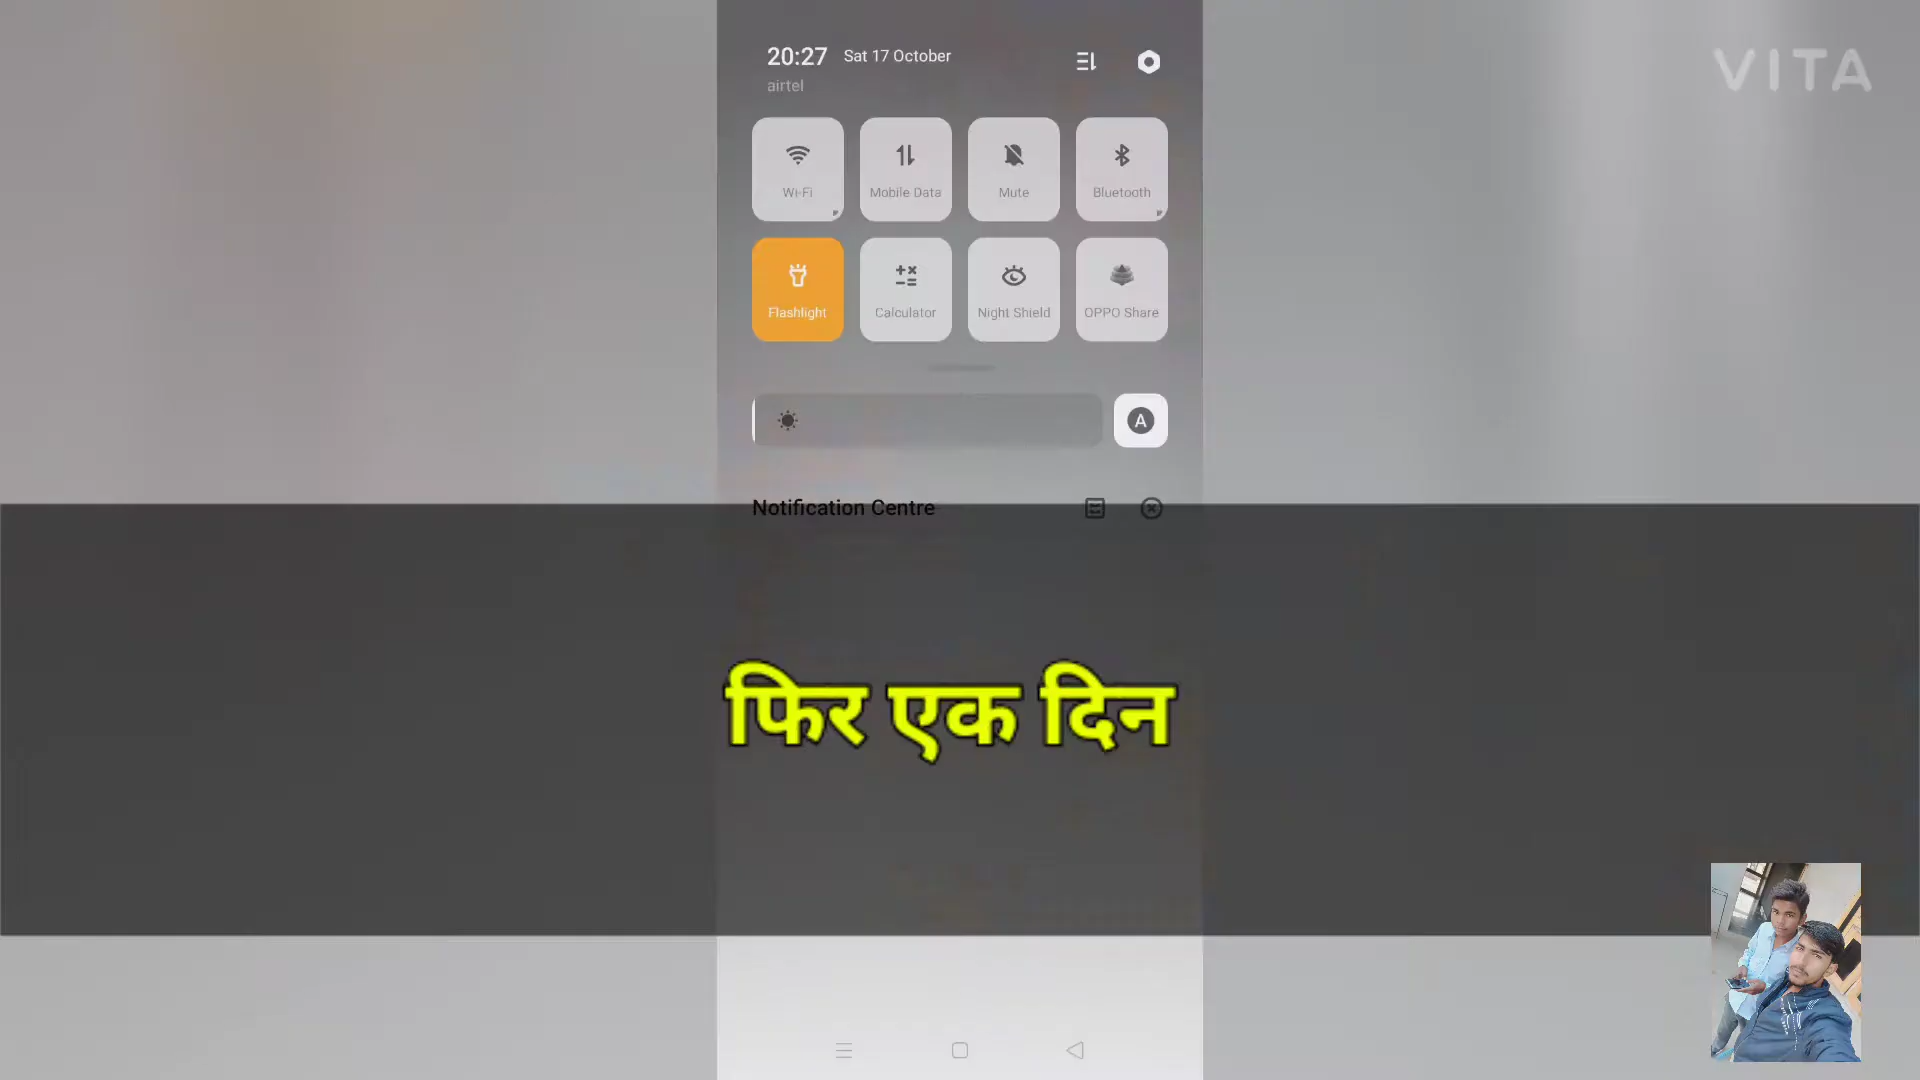 20:27 Sat 17 October
airtel
VITA
Wi-Fi Mobile Data Mute Bluetooth
Flashlight Calculator Night Shield OPPO Share
A
Notification Centre
फिर एक दिन